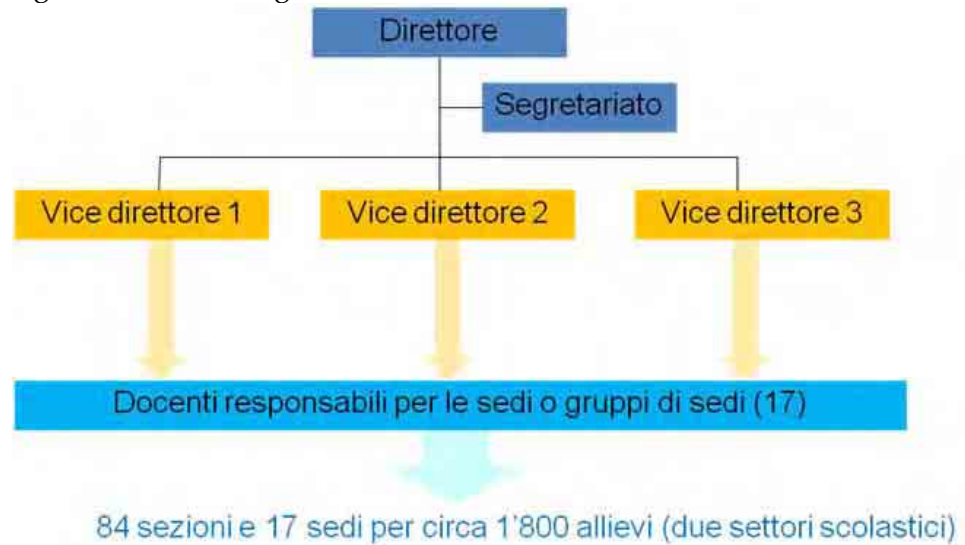 Direttore
Segretariato
Vice direttore 1
Vice direttore 2
Vice direttore 3
Docenti responsabili per le sedi o gruppi di sedi (17)
84 sezioni e 17 sedi per circa 1'800 allievi (due settori scolastici)